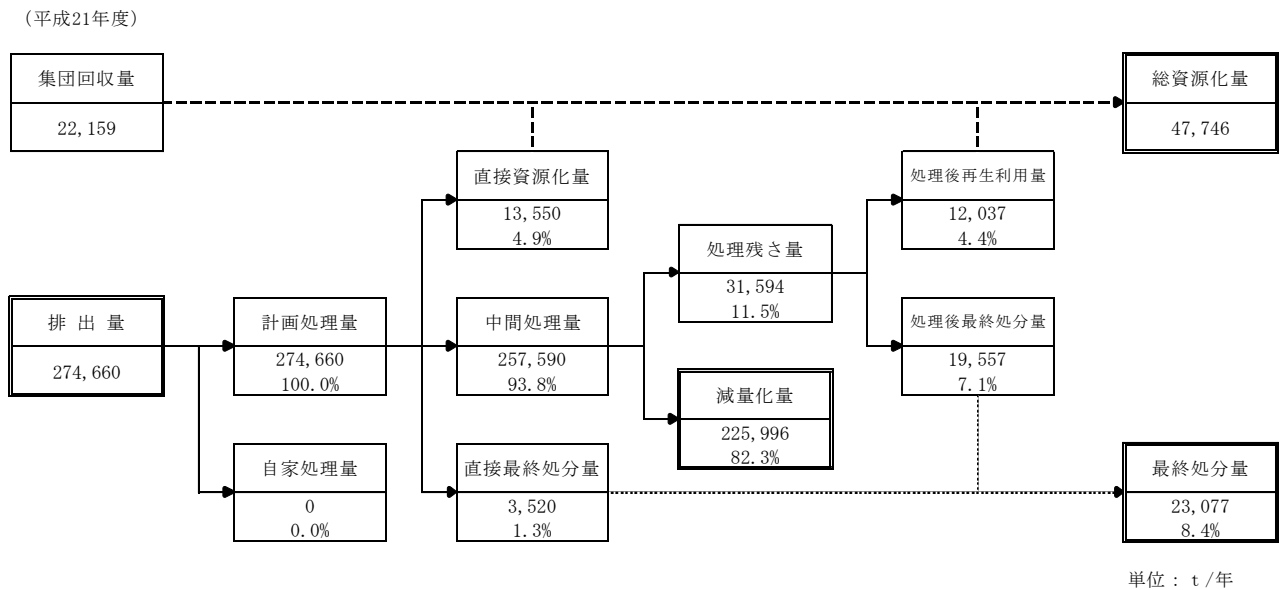 （平成21年度）
集団回収量
22,159
総資源化量
47,746
直接資源化量
13,550
4.9%
処理後再生利用量
12,037
4.4%
処理残さ量
31,594
11.5%
排 出 量
274,660
計画処理量
274,660
100.0%
中間処理量
257,590
93.8%
処理後最終処分量
19,557
7.1%
減量化量
225,996
82.3%
自家処理量
0
0.0%
直接最終処分量
3,520
1.3%
最終処分量
23,077
8.4%
単位：ｔ/年